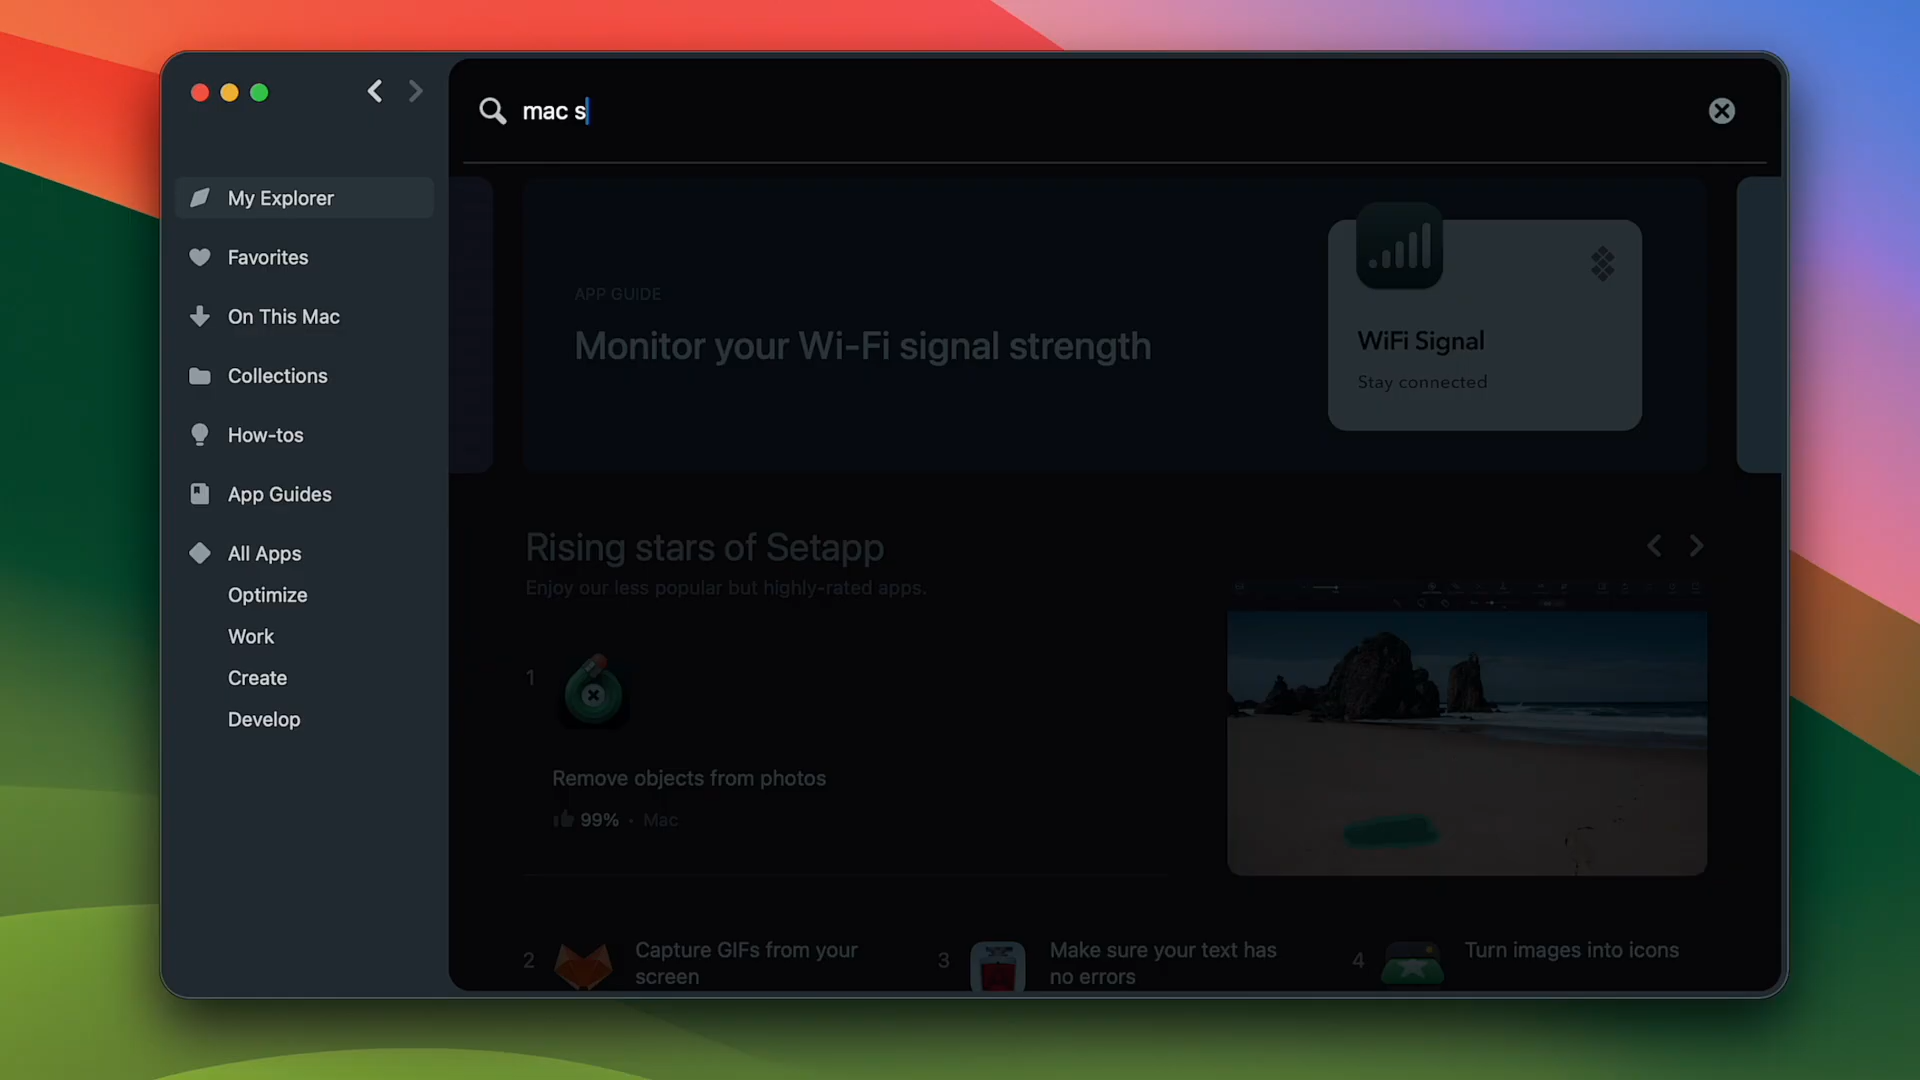 mac s
My Explorer
Favorites
On This Mac
Collections
How-tos
App Guides
All Apps
Optimize
Work
Create
Develop
APP GUIDE
Monitor your Wi-Fi signal strength
WiFi Signal
Stay connected
Rising stars of Setapp
Enjoy our less popular but highly-rated apps.
1
Remove objects from photos
99% · Mac
2
Capture GIFs from your
screen
3
Make sure your text has
no errors
4
Turn images into icons